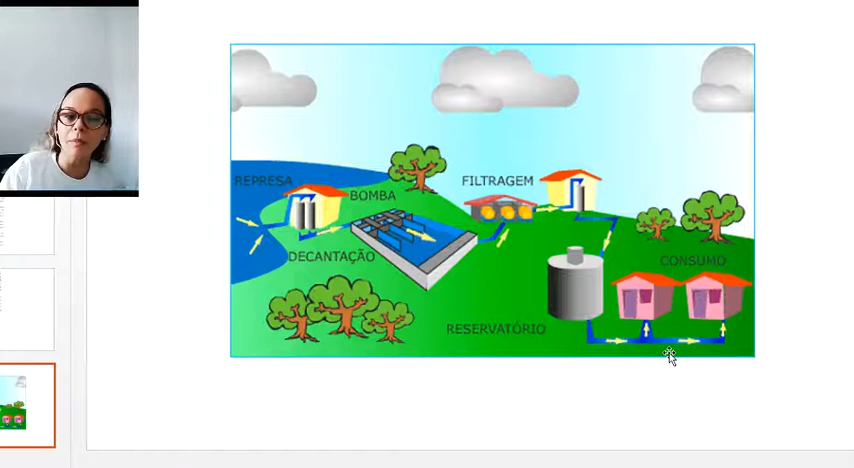 REPRESA
BOMBA
FILTRAGEM
DECANTAÇÃO
CONSUMO
RESERVATÓRIO